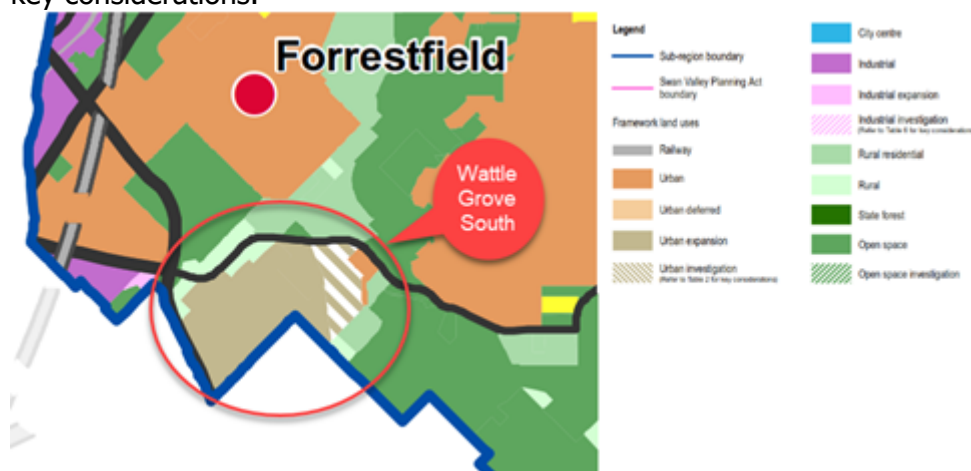 key considerations.
Forrestfield
Wattle
Grove
South
Legend
Sub-region boundary
Swan Valley Planning Act
boundary
Framework land uses
Railway
Urban
Urban deferred
Urban expansion
Urban investigation
(Refer to Table 2 for key considerations)
City centre
Industrial
Industrial expansion
Industrial investigation
(Refer to Table 6 for key consideration
Rural residential
Rural
State forest
Open space
Open space investigation